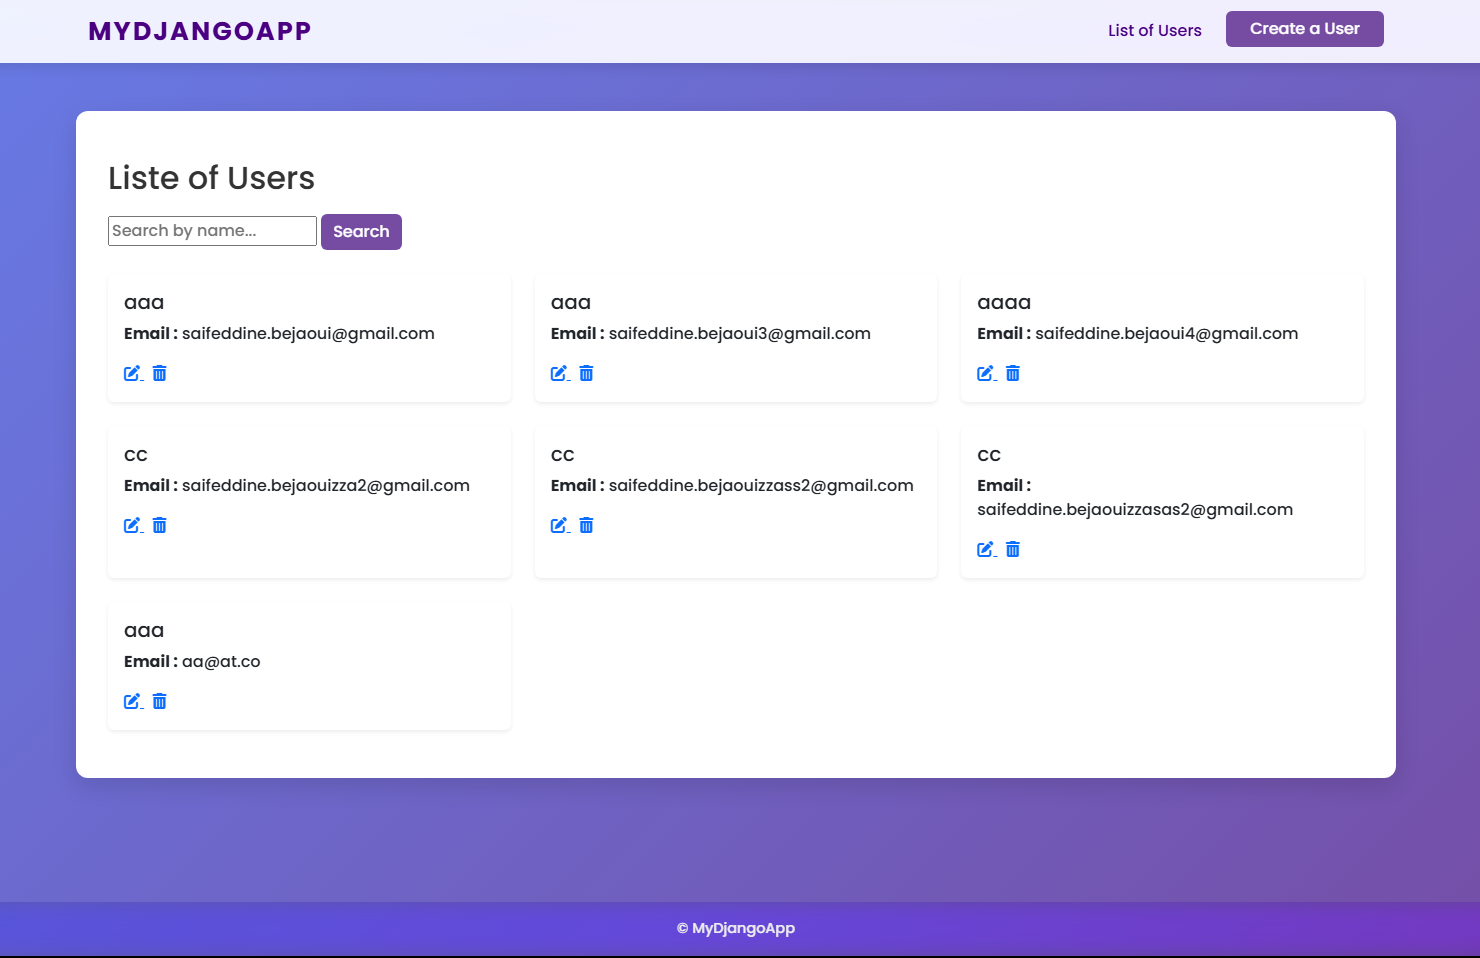 MYDJANGOAPP
List of Users
Create a User
Liste of Users
Search by name...
Search
aaa
Email : saifeddine.bejaoui@gmail.com
aaa
Email : saifeddine.bejaoui3@gmail.com
aaaa
Email : saifeddine.bejaoui4@gmail.com
cc
Email : saifeddine.bejaouizza2@gmail.com
cc
Email : saifeddine.bejaouizzass2@gmail.com
cc
Email :
saifeddine.bejaouizzasas2@gmail.com
aaa
Email : aa@at.co
© MyDjangoApp